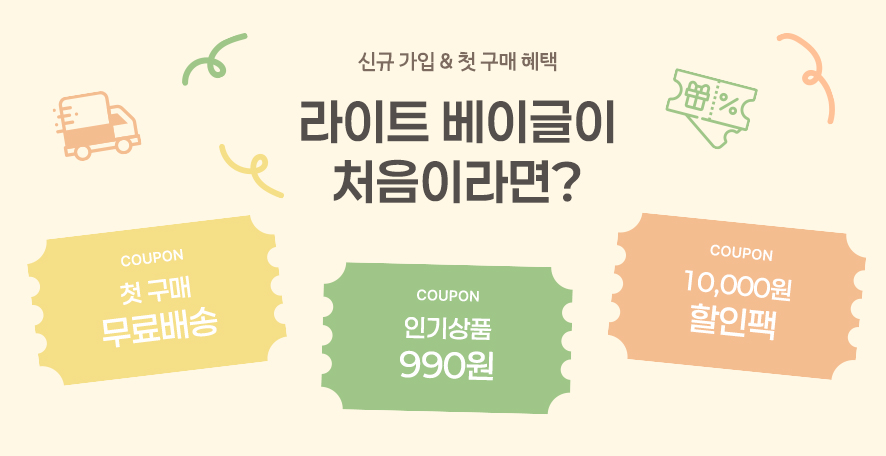 신규 가입 & 첫 구매 혜택
라이트 베이글이
처음이라면?
COUPON
첫 구매
무료배송
COUPON
인기상품
990원
COUPON
10,000원
할인팩